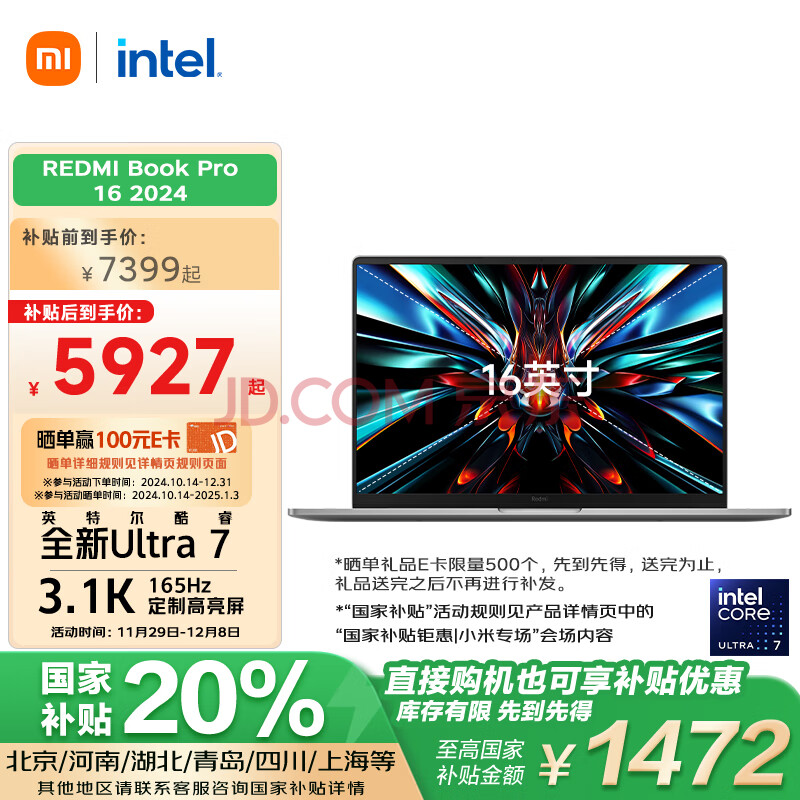 mi
intel
REDMI Book Pro
16 2024
补贴前到手价：
￥7399起
补贴后到手价：
￥5927起
晒单赢100元E卡
JD
晒单详细规则见详情页规则页面
※参与活动下单时间：2024.10.14-12.31
※参与活动晒单时间：2024.10.14-2025.1.3
英特尔酷睿
全新Ultra 7
3.1K 165Hz
定制高亮屏
活动时间：11月29日-12月8日
16英寸
JD.COM 京东
Redmi
*晒单礼品E卡限量500个，先到先得，送完为止，
礼品送完之后不再进行补发。
*“国家补贴”活动规则见产品详情页中的
“国家补贴钜惠|小米专场”会场内容
intel
CORE
ULTRA 7
国家
补贴
20%
直接购机也可享补贴优惠
库存有限 先到先得
至高国家
补贴金额
￥1472
北京/河南/湖北/青岛/四川/上海等
其他地区请联系客服咨询国家补贴详情